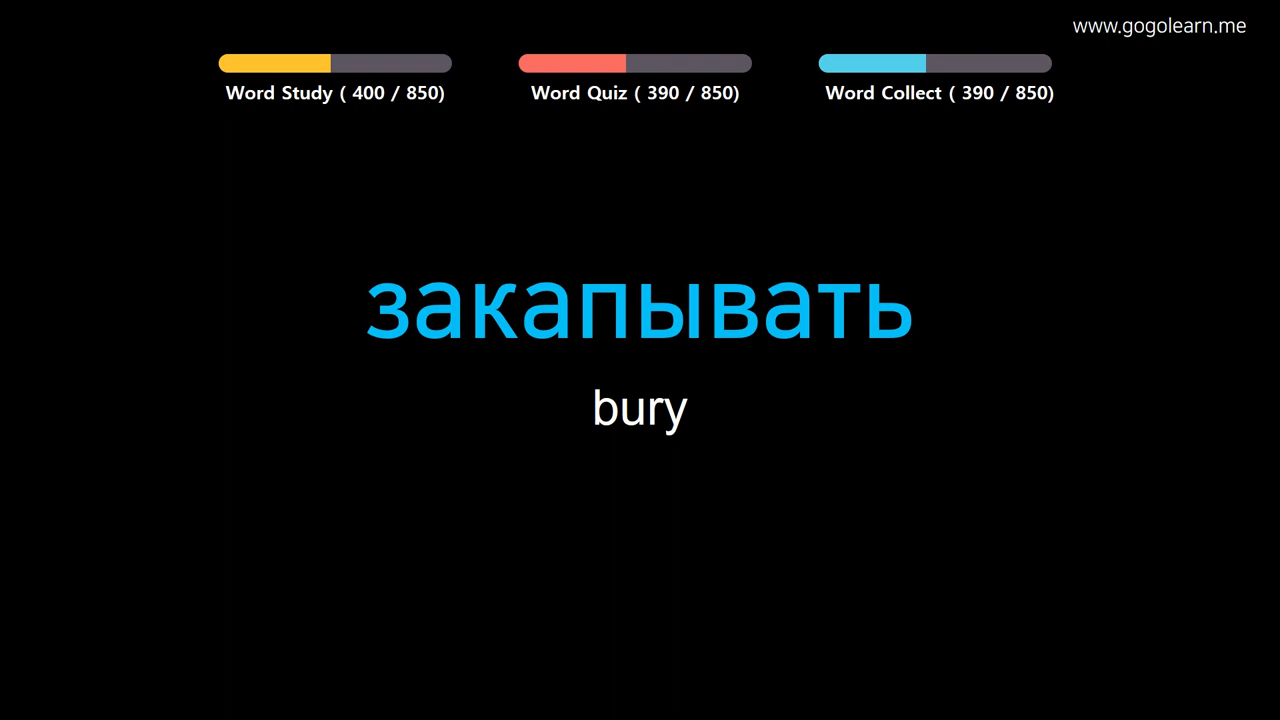 www.gogolearn.me
Word Study ( 400 / 850)
Word Quiz ( 390 / 850)
Word Collect ( 390 / 850)
закапывать
bury